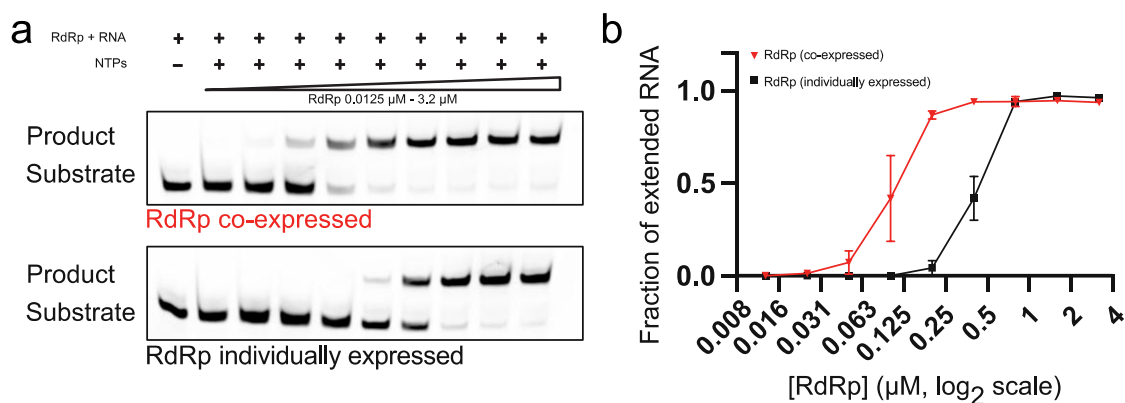 a
RdRp + RNA + + + + + + + + + +
NTPs – + + + + + + + + +
RdRp 0.0125 µM - 3.2 µM
Product
Substrate
RdRp co-expressed
Product
Substrate
RdRp individually expressed
b
RdRp (co-expressed)
RdRp (individually expressed)
Fraction of extended RNA
1.0
0.5
0.0
0.008 0.016 0.031 0.063 0.125 0.25 0.5 1 2 4
[RdRp] (µM, log2 scale)